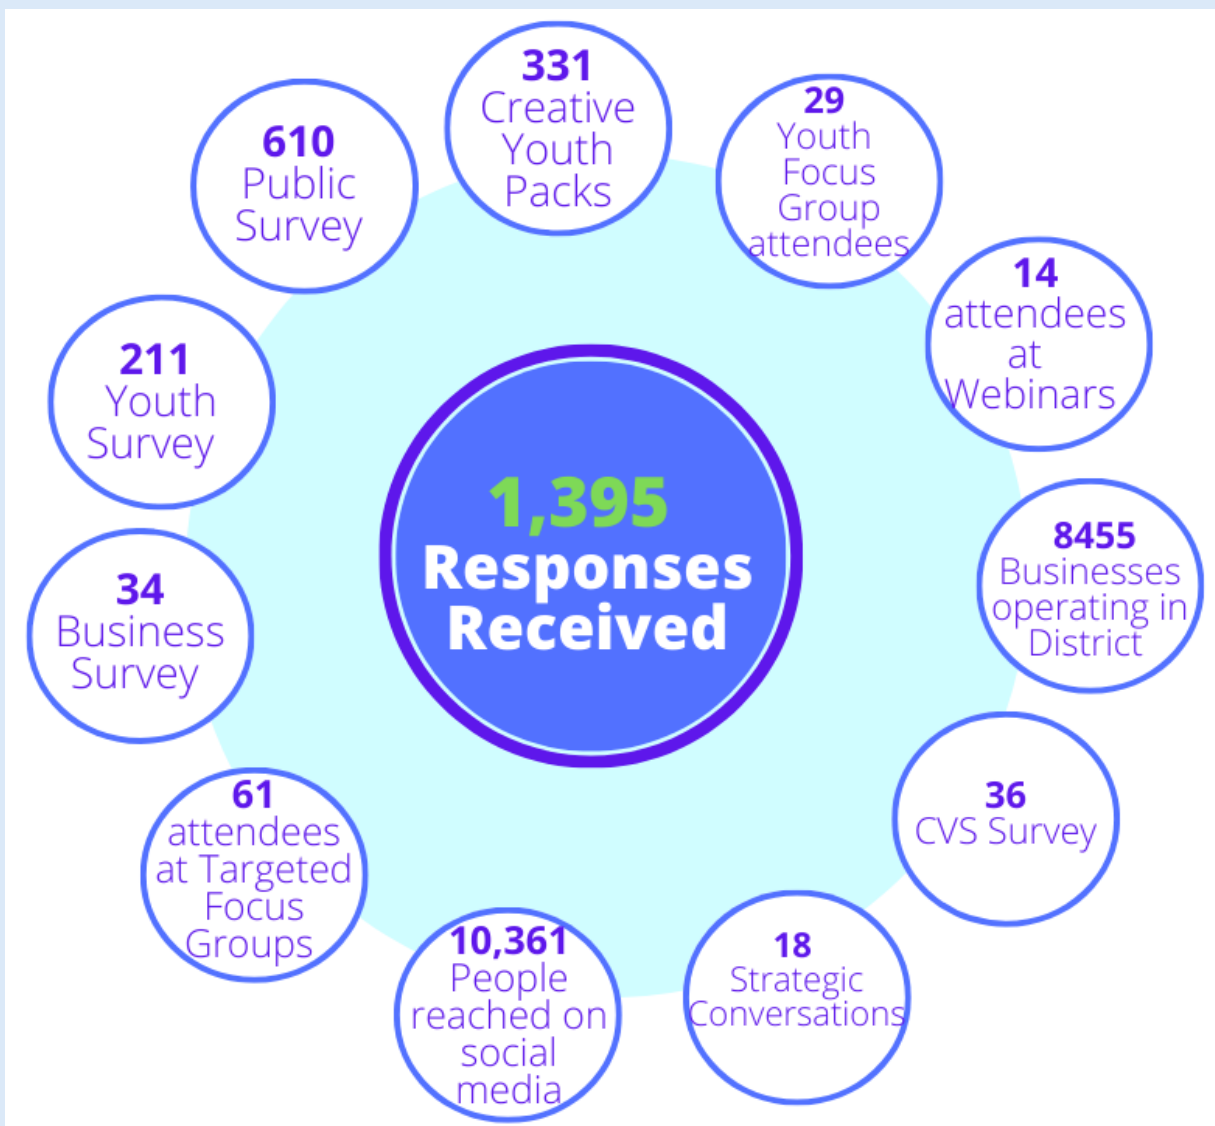 331
Creative
Youth
Packs
29
Youth
Focus
Group
attendees
14
attendees
at
Webinars
8455
Businesses
operating in
District
36
CVS Survey
18
Strategic
Conversations
10,361
People
reached on
social
media
61
attendees
at Targeted
Focus
Groups
34
Business
Survey
211
Youth
Survey
610
Public
Survey
1,395
Responses
Received